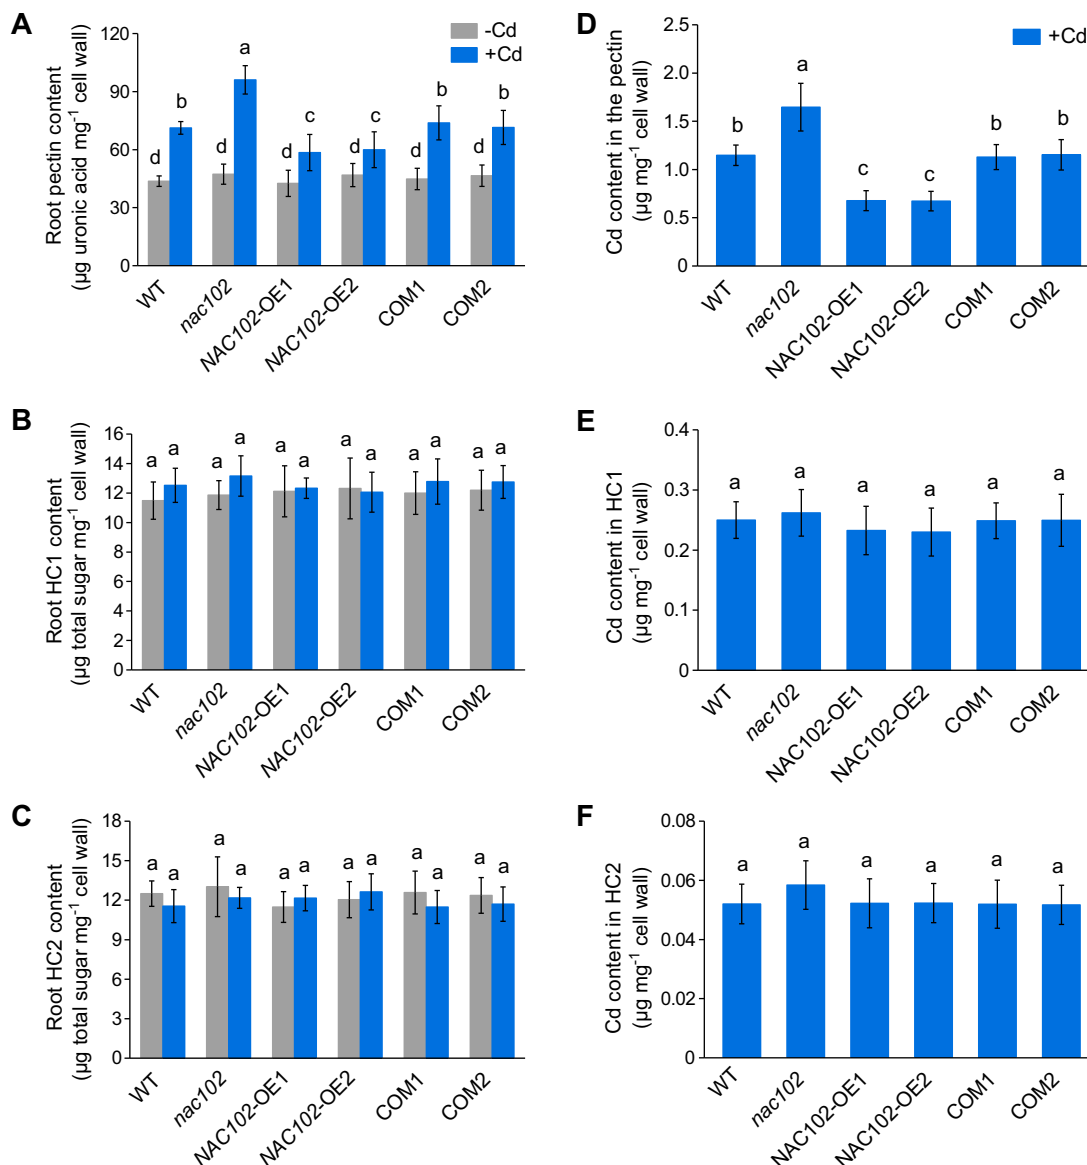 A
Root pectin content
(µg uronic acid mg⁻¹ cell wall)
120
90
60
30
0
-Cd
+Cd
d b d a d c d c d b d b
WT
nac102
NAC102-OE1
NAC102-OE2
COM1
COM2
D
Cd content in the pectin
(µg mg⁻¹ cell wall)
2.5
2.0
1.5
1.0
0.5
0
+Cd
b a c c b b
WT
nac102
NAC102-OE1
NAC102-OE2
COM1
COM2
B
Root HC1 content
(µg total sugar mg⁻¹ cell wall)
16
14
12
10
8
6
4
2
0
a a a a a a a a a a a a
WT
nac102
NAC102-OE1
NAC102-OE2
COM1
COM2
E
Cd content in HC1
(µg mg⁻¹ cell wall)
0.4
0.3
0.2
0.1
0
a a a a a a
WT
nac102
NAC102-OE1
NAC102-OE2
COM1
COM2
C
Root HC2 content
(µg total sugar mg⁻¹ cell wall)
18
15
12
9
6
3
0
a a a a a a a a a a a a
WT
nac102
NAC102-OE1
NAC102-OE2
COM1
COM2
F
Cd content in HC2
(µg mg⁻¹ cell wall)
0.08
0.06
0.04
0.02
0
a a a a a a
WT
nac102
NAC102-OE1
NAC102-OE2
COM1
COM2